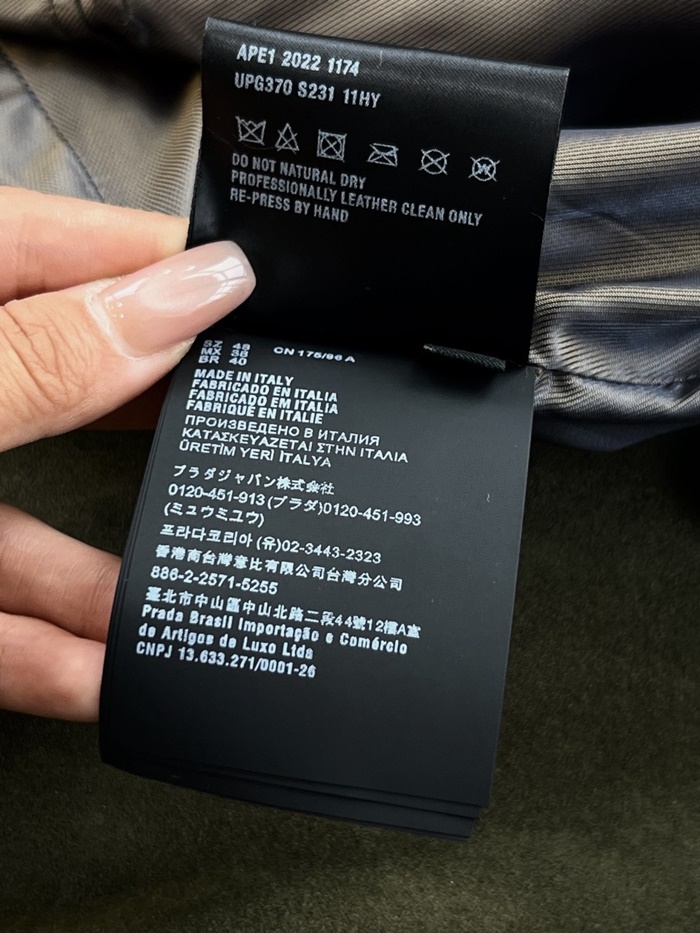 APE1 2022 1174
UPG370 S231 11HY
DO NOT NATURAL DRY
PROFESSIONALLY LEATHER CLEAN ONLY
RE-PRESS BY HAND
SZ 48 CN 175/96 A
MX 38
BR 40
MADE IN ITALY
FABRICADO EN ITALIA
FABRICADO EM ITALIA
FABRIQUÉ EN ITALIE
ПРОИЗВЕДЕНО В ИТАЛИЯ
ΚΑΤΑΣΚΕΥΑΖΕΤΑΙ ΣΤΗΝ ΙΤΑΛΙΑ
ÜRETİM YERİ İTALYA
プラダジャパン株式会社
0120-451-913(プラダ)0120-451-993
(ミュウミユウ)
프라다코리아 (유)02-3443-2323
香港商台灣意比有限公司台灣分公司
886-2-2571-5255
臺北市中山區中山北路二段44號12樓A室
Prada Brasil Importação e Comércio
de Artigos de Luxo Ltda
CNPJ 13.633.271/0001-26